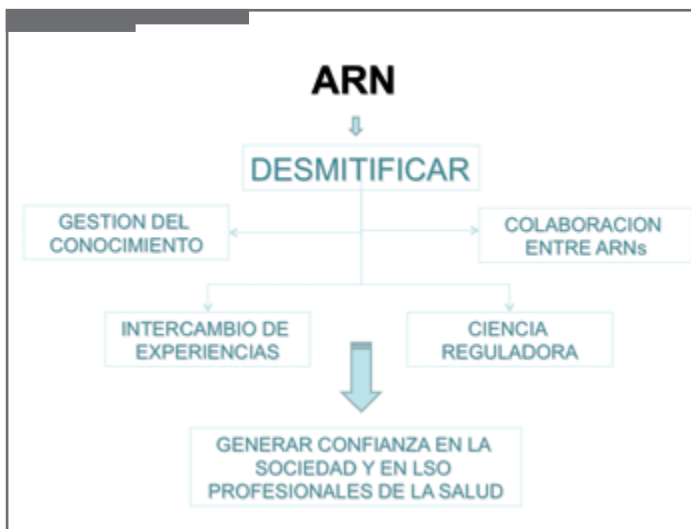 ARN
DESMITIFICAR
GESTION DEL
CONOCIMIENTO
COLABORACION
ENTRE ARNs
INTERCAMBIO DE
EXPERIENCIAS
CIENCIA
REGULADORA
GENERAR CONFIANZA EN LA
SOCIEDAD Y EN LSO
PROFESIONALES DE LA SALUD